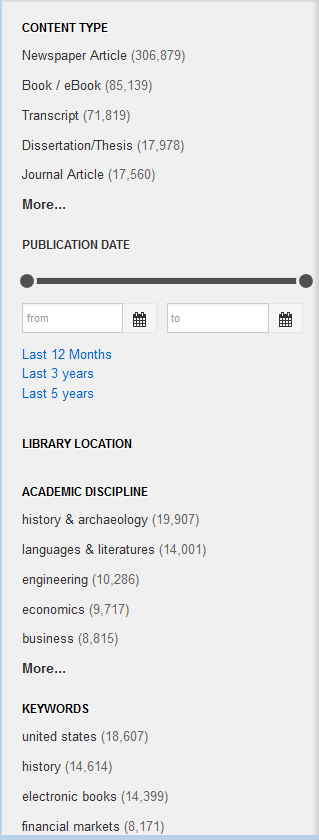 CONTENT TYPE
Newspaper Article (306,879)
Book / eBook (85,139)
Transcript (71,819)
Dissertation/Thesis (17,978)
Journal Article (17,560)
More...
PUBLICATION DATE
from to
Last 12 Months
Last 3 years
Last 5 years
LIBRARY LOCATION
ACADEMIC DISCIPLINE
history & archaeology (19,907)
languages & literatures (14,001)
engineering (10,286)
economics (9,717)
business (8,815)
More...
KEYWORDS
united states (18,607)
history (14,614)
electronic books (14,399)
financial markets (8,171)